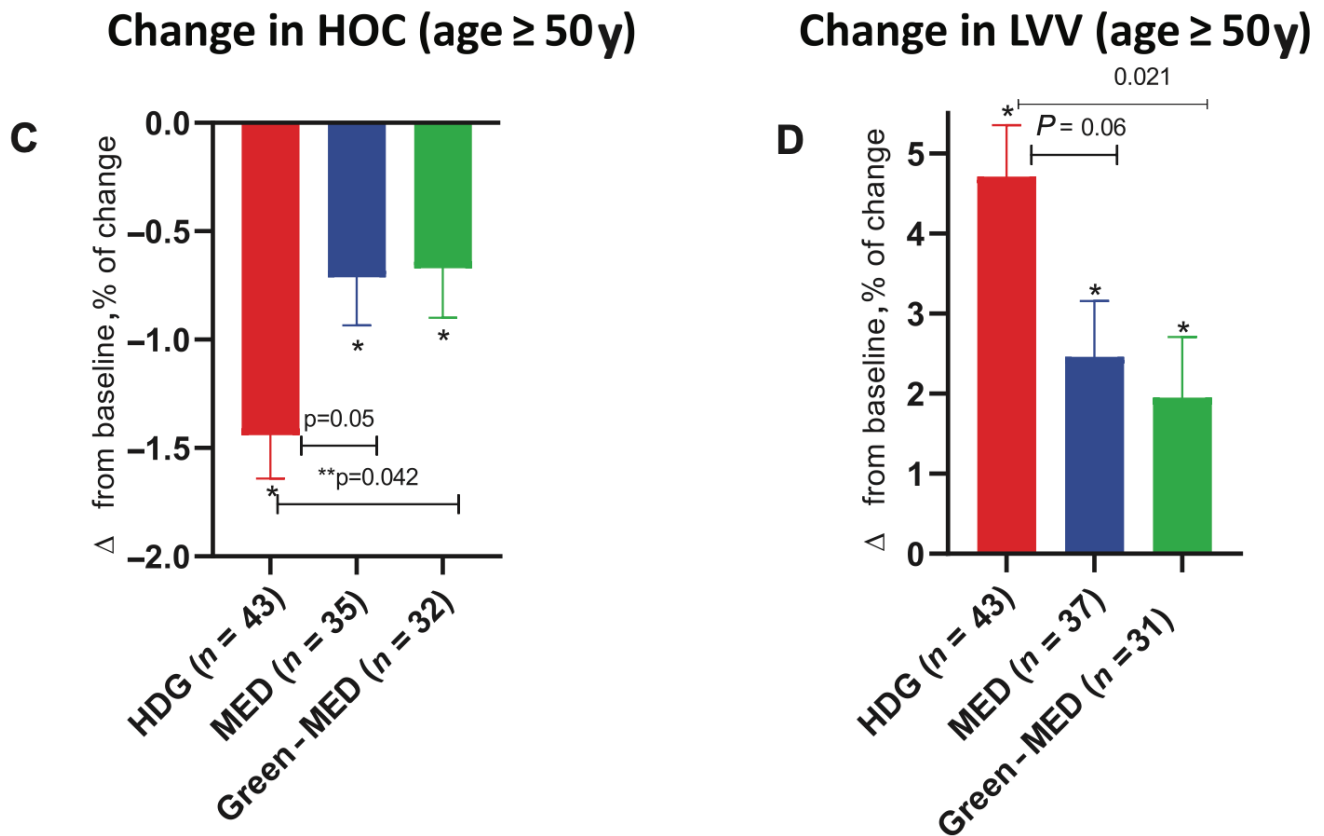 Change in HOC (age ≥ 50 y)
C
Δ from baseline, % of change
0.0
–0.5
–1.0
–1.5
–2.0
*
*
*
p=0.05
**p=0.042
HDG (n = 43)
MED (n = 35)
Green - MED (n = 32)
Change in LVV (age ≥ 50 y)
D
Δ from baseline, % of change
5
4
3
2
1
0
0.021
*
P = 0.06
*
*
HDG (n = 43)
MED (n = 37)
Green - MED (n = 31)